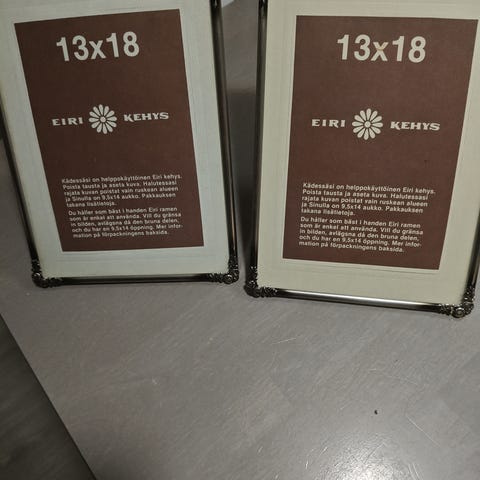 13x18
EIRI KEHYS
Kädessäsi on helppokäyttöinen Eiri kehys.
Poista tausta ja aseta kuva. Halutessasi
rajata kuvan poistat vain ruskean alueen
ja Sinulla on 9,5x14 aukko. Pakkauksen
takana lisätietoja.
Du håller som bäst i handen Eiri ramen
som är enkel att använda. Vill du gränsa
in bilden, avlägsna då den bruna delen,
och du har en 9,5x14 öppning. Mer infor-
mation på förpackningens baksida.
13x18
EIRI KEHYS
Kädessäsi on helppokäyttöinen Eiri kehys.
Poista tausta ja aseta kuva. Halutessasi
rajata kuvan poistat vain ruskean alueen
ja Sinulla on 9,5x14 aukko. Pakkauksen
takana lisätietoja.
Du håller som bäst i handen Eiri ramen
som är enkel att använda. Vill du gränsa
in bilden, avlägsna då den bruna delen,
och du har en 9,5x14 öppning. Mer infor-
mation på förpackningens baksida.